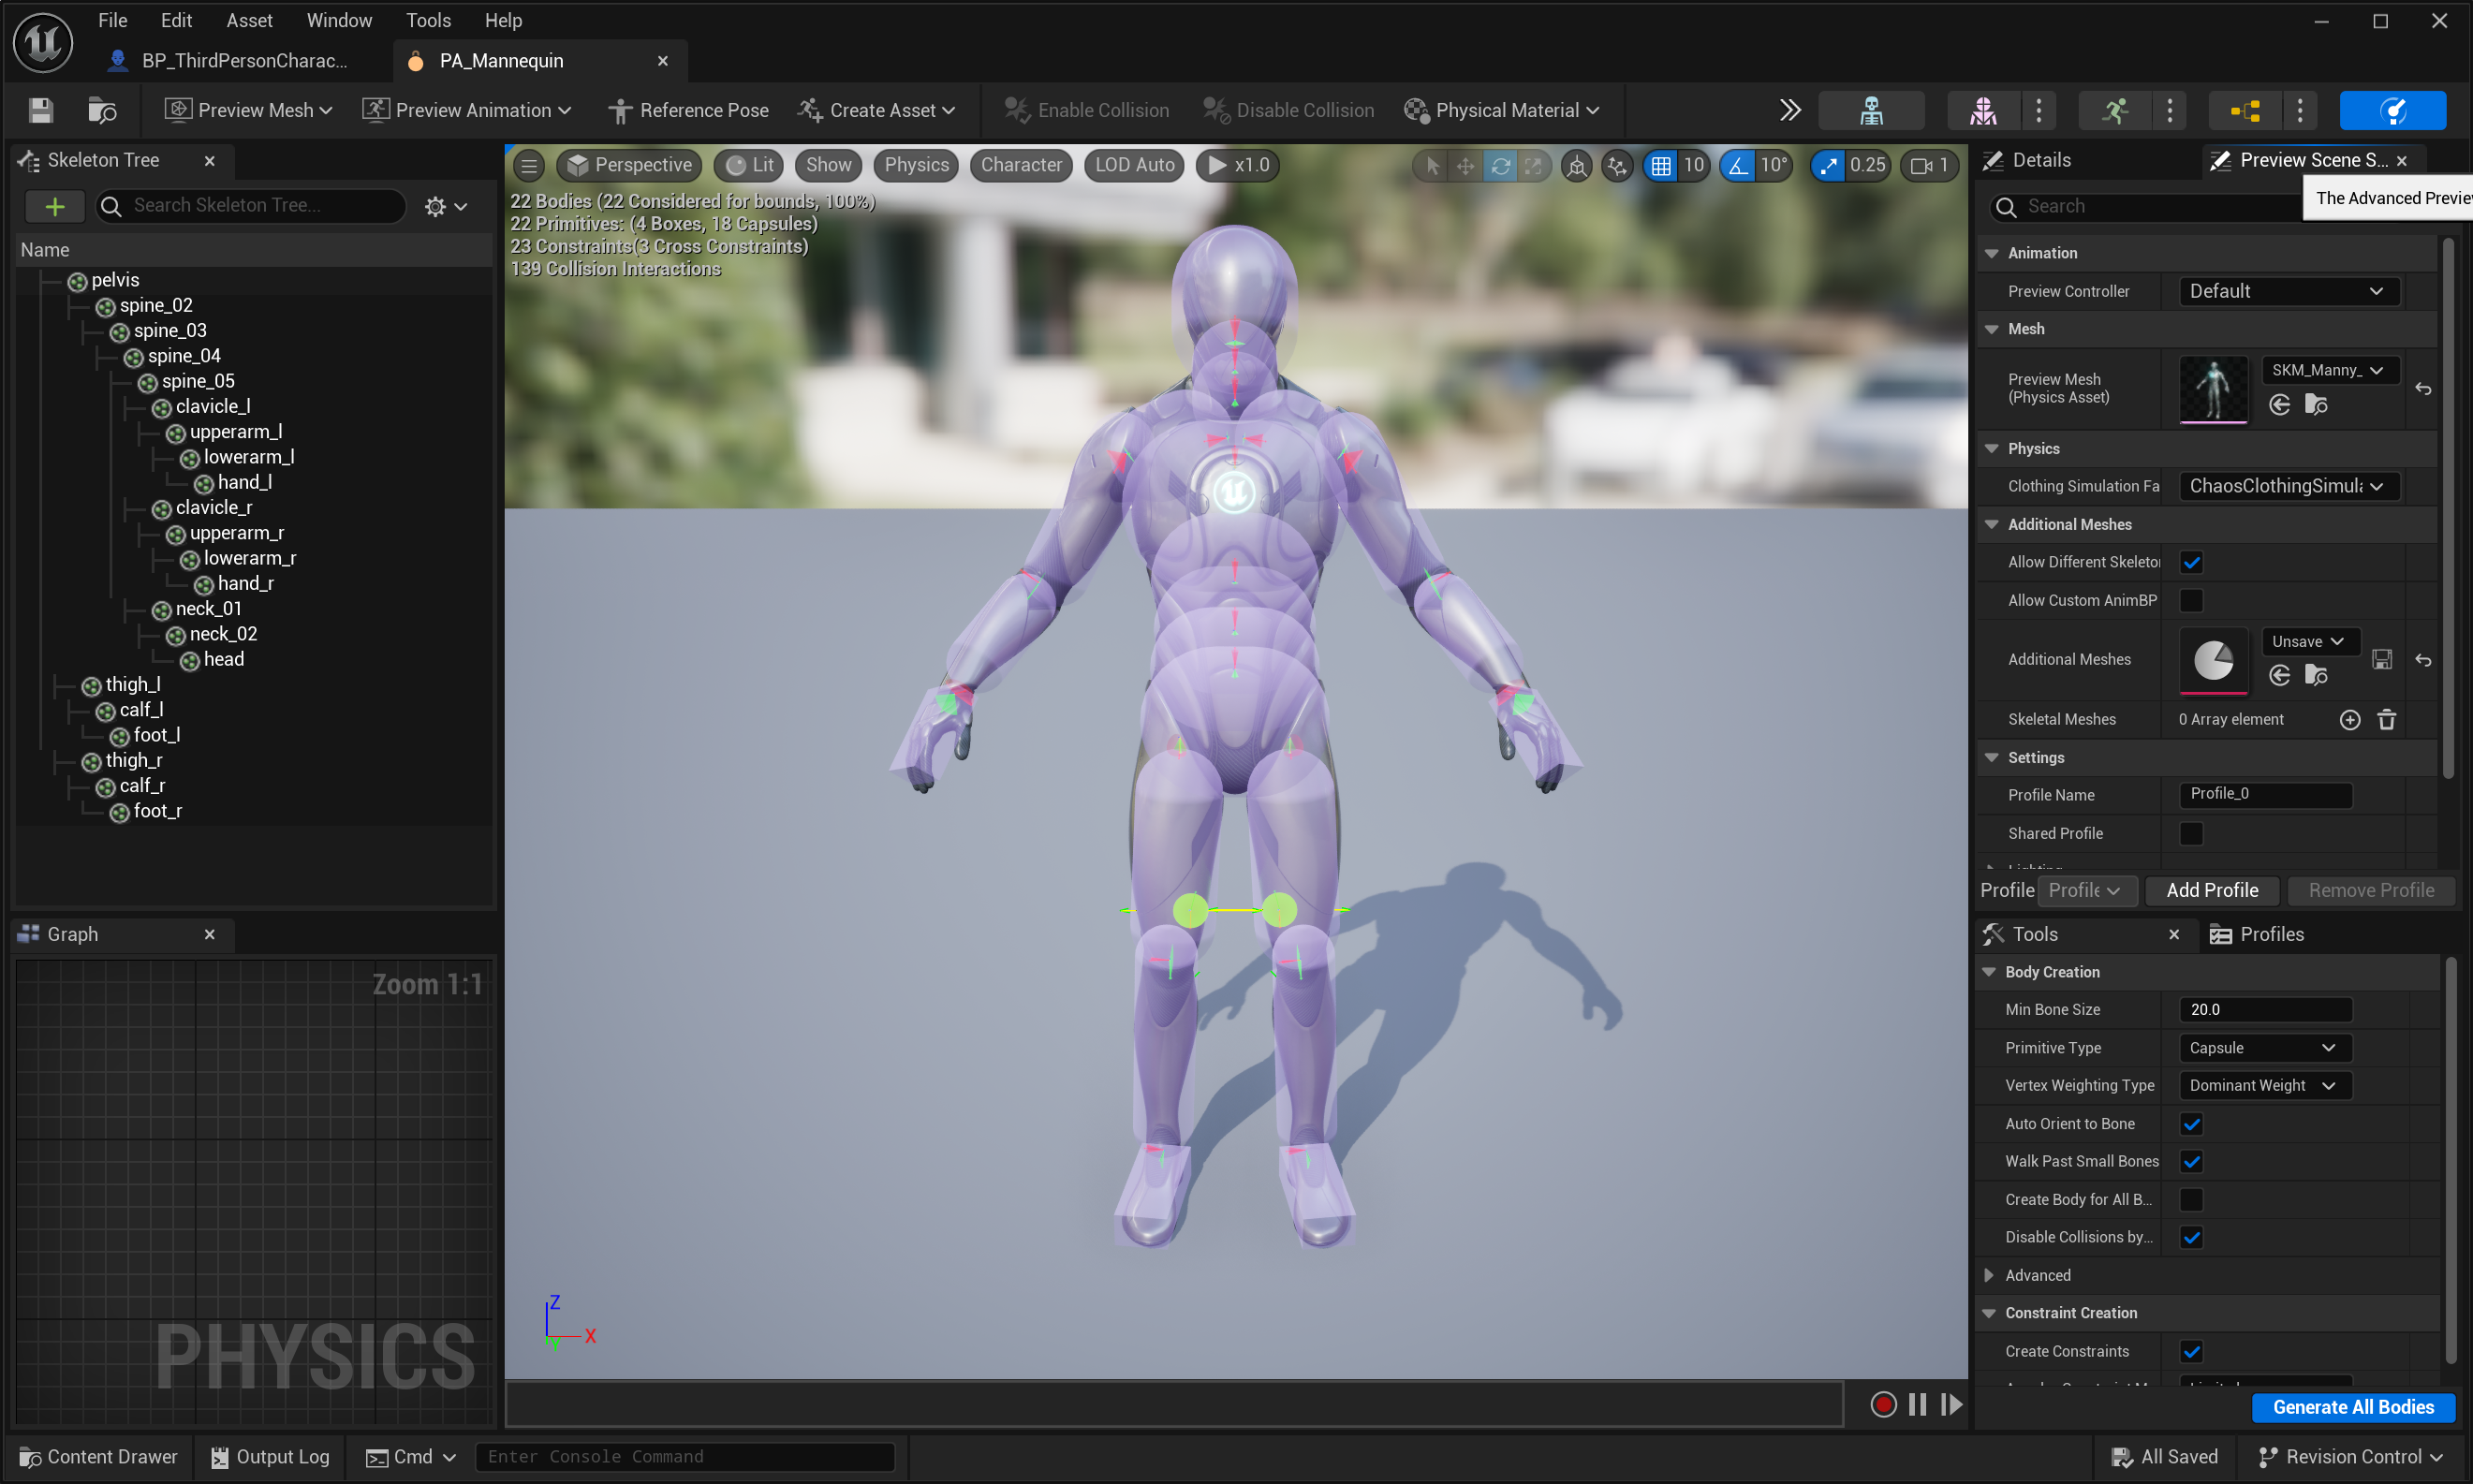 File Edit Asset Window Tools Help
BP_ThirdPersonCharac... PA_Mannequin
Preview Mesh Preview Animation Reference Pose Create Asset Enable Collision Disable Collision Physical Material
Skeleton Tree
Search Skeleton Tree...
Name
pelvis
spine_02
spine_03
spine_04
spine_05
clavicle_l
upperarm_l
lowerarm_l
hand_l
clavicle_r
upperarm_r
lowerarm_r
hand_r
neck_01
neck_02
head
thigh_l
calf_l
foot_l
thigh_r
calf_r
foot_r
Graph
Zoom 1:1
PHYSICS
Perspective Lit Show Physics Character LOD Auto x1.0 10 10° 0.25 1
22 Bodies (22 Considered for bounds, 100%)
22 Primitives: (4 Boxes, 18 Capsules)
23 Constraints(3 Cross Constraints)
139 Collision Interactions
Z
X
Y
Details Preview Scene S...
The Advanced Preview
Search
Animation
Preview Controller Default
Mesh
Preview Mesh
(Physics Asset)
SKM_Manny_
Physics
Clothing Simulation Fa ChaosClothingSimula
Additional Meshes
Allow Different Skeleto
Allow Custom AnimBP
Additional Meshes Unsave
Skeletal Meshes 0 Array element
Settings
Profile Name Profile_0
Shared Profile
Lighting
Profile Profile Add Profile Remove Profile
Tools Profiles
Body Creation
Min Bone Size 20.0
Primitive Type Capsule
Vertex Weighting Type Dominant Weight
Auto Orient to Bone
Walk Past Small Bones
Create Body for All B...
Disable Collisions by...
Advanced
Constraint Creation
Create Constraints
Generate All Bodies
Content Drawer Output Log Cmd Enter Console Command All Saved Revision Control